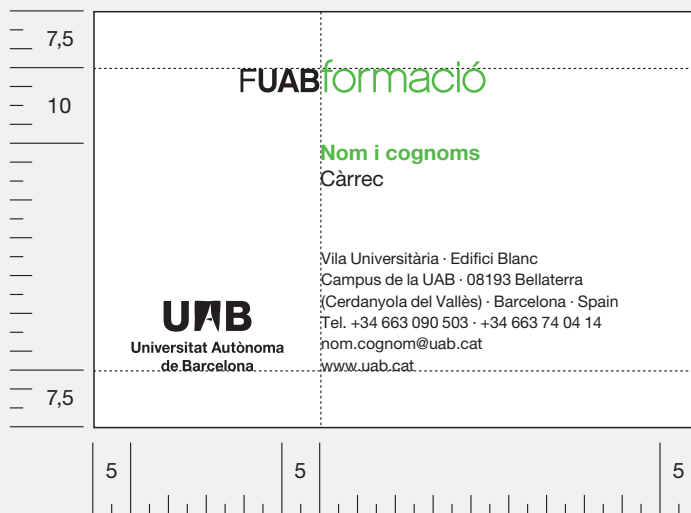 7,5
FUABformació
10
Nom i cognoms
Càrrec
Vila Universitària · Edifici Blanc
Campus de la UAB · 08193 Bellaterra
(Cerdanyola del Vallès) · Barcelona · Spain
Tel. +34 663 090 503 · +34 663 74 04 14
nom.cognom@uab.cat
www.uab.cat
UAB
Universitat Autònoma
de Barcelona
7,5
5 5 5